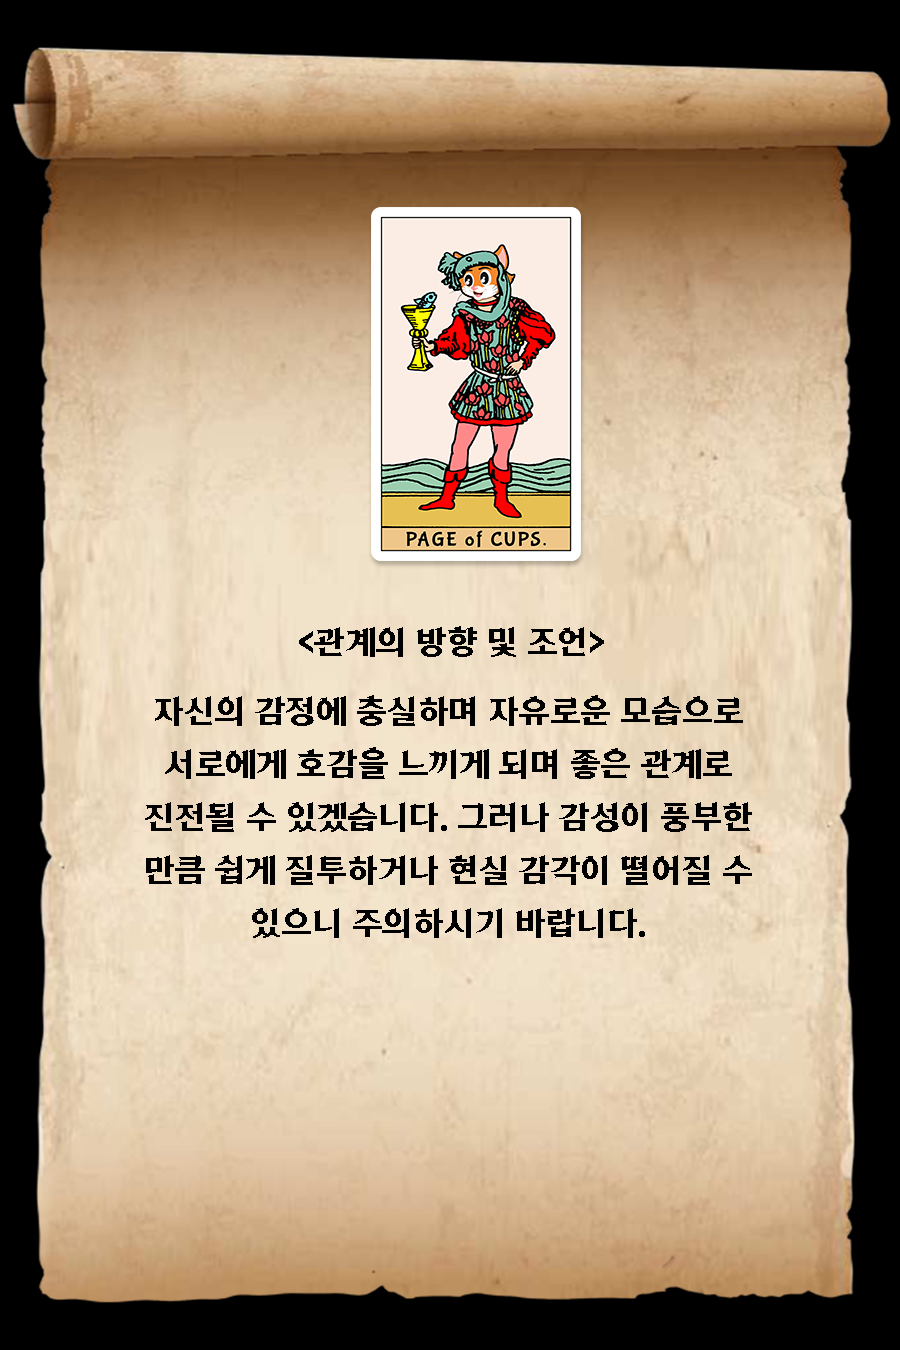 PAGE of CUPS.
<관계의 방향 및 조언>
자신의 감정에 충실하며 자유로운 모습으로
서로에게 호감을 느끼게 되며 좋은 관계로
진전될 수 있겠습니다. 그러나 감성이 풍부한
만큼 쉽게 질투하거나 현실 감각이 떨어질 수
있으니 주의하시기 바랍니다.